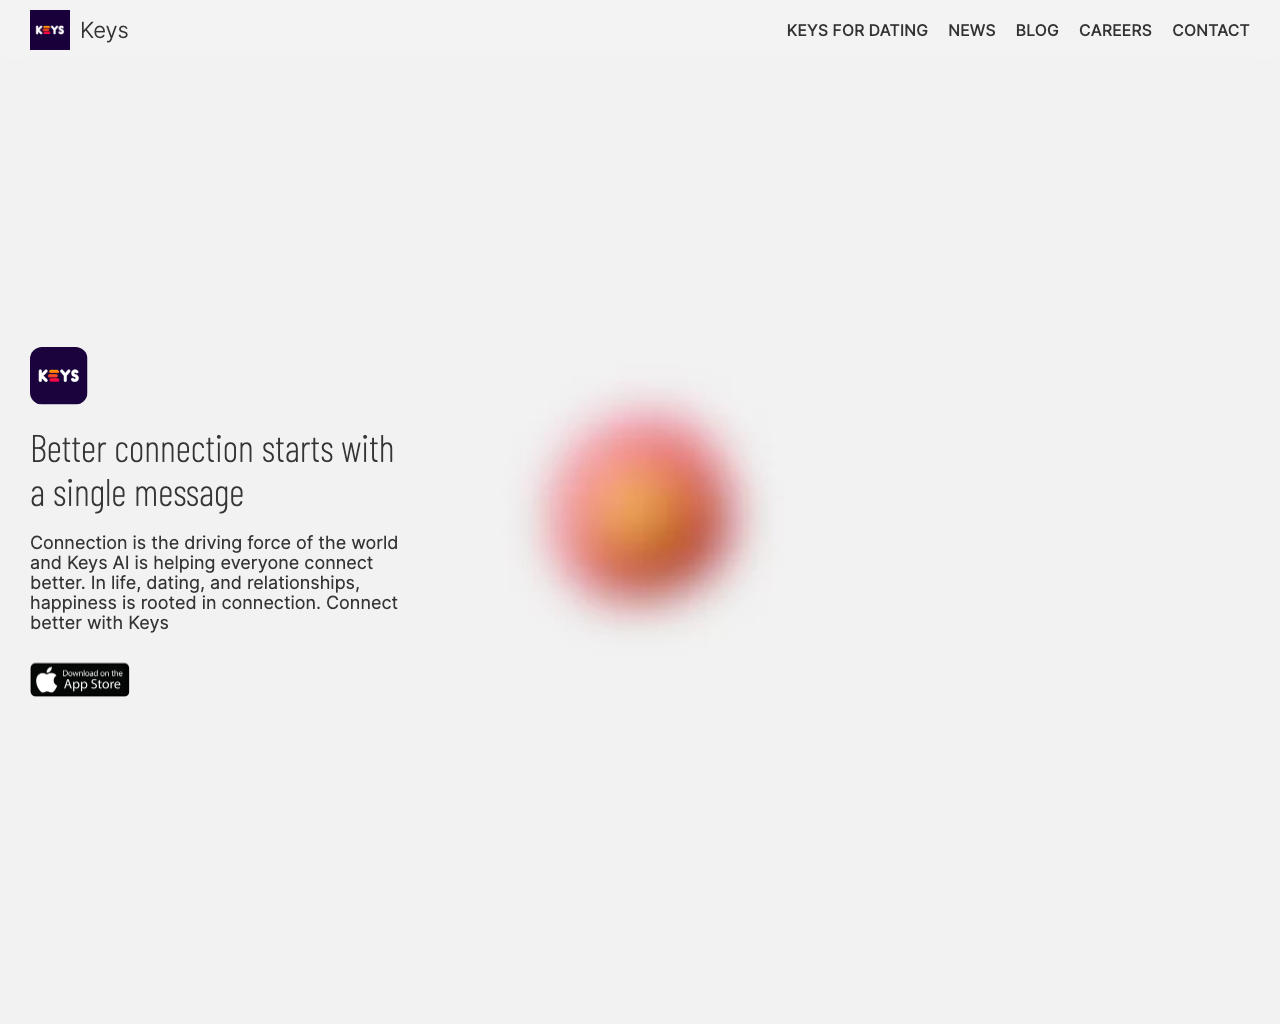 KEYS Keys
KEYS FOR DATING NEWS BLOG CAREERS CONTACT
KEYS
Better connection starts with
a single message
Connection is the driving force of the world
and Keys AI is helping everyone connect
better. In life, dating, and relationships,
happiness is rooted in connection. Connect
better with Keys
Download on the
App Store